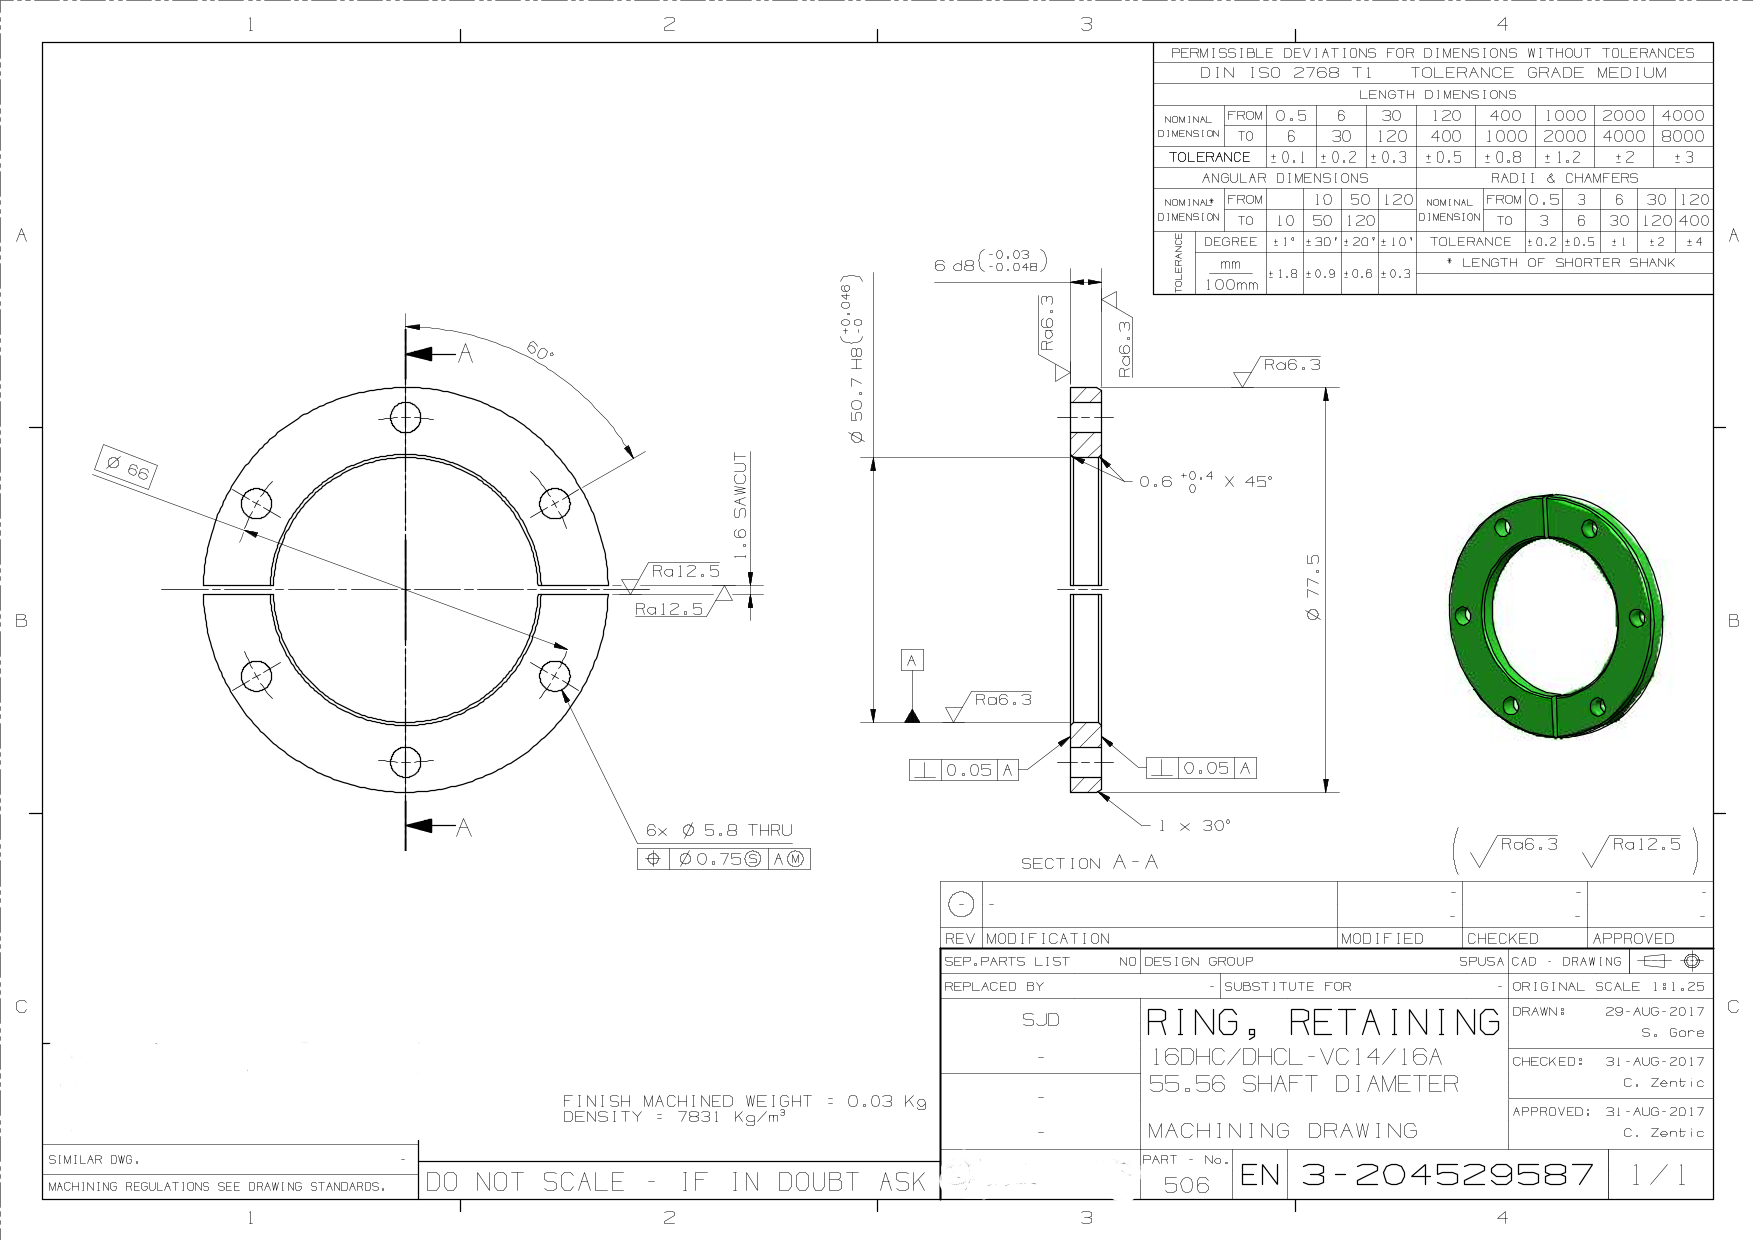 1 2 3 4
PERMISSIBLE DEVIATIONS FOR DIMENSIONS WITHOUT TOLERANCES
DIN ISO 2768 T1 TOLERANCE GRADE MEDIUM
LENGTH DIMENSIONS
NOMINAL DIMENSION
FROM 0.5 6 30 120 400 1000 2000 4000
TO 6 30 120 400 1000 2000 4000 8000
TOLERANCE ±0.1 ±0.2 ±0.3 ±0.5 ±0.8 ±1.2 ±2 ±3
ANGULAR DIMENSIONS RADII & CHAMFERS
NOMINAL* DIMENSION
FROM 10 50 120
TO 10 50 120
NOMINAL DIMENSION
FROM 0.5 3 6 30 120
TO 3 6 30 120 400
TOLERANCE
DEGREE ±1° ±30' ±20' ±10'
TOLERANCE ±0.2 ±0.5 ±1 ±2 ±4
mm
100mm
±1.8 ±0.9 ±0.6 ±0.3
* LENGTH OF SHORTER SHANK
A A
6 d8(-0.03 -0.048)
Ra6.3
Ra6.3
Ø 50.7 H8(+0.046 -0)
60°
A
Ra6.3
Ø 66
1.6 SAWCUT
0.6 +0.4 0 X 45°
Ø 77.5
Ra12.5
Ra12.5
B B
A
Ra6.3
⊥ 0.05 A
⊥ 0.05 A
A
6x Ø 5.8 THRU
⌖ Ø0.75Ⓢ AⓂ
1 x 30°
SECTION A-A
( Ra6.3 Ra12.5 )
- - - - -
- - -
REV MODIFICATION MODIFIED CHECKED APPROVED
SEP.PARTS LIST NO DESIGN GROUP SPUSA CAD - DRAWING
REPLACED BY - SUBSTITUTE FOR - ORIGINAL SCALE 1:1.25
C C
SJD
-
-
-
RING, RETAINING
16DHC/DHCL-VC14/16A
55.56 SHAFT DIAMETER
MACHINING DRAWING
DRAWN: 29-AUG-2017
S. Gore
CHECKED: 31-AUG-2017
C. Zentic
APPROVED: 31-AUG-2017
C. Zentic
FINISH MACHINED WEIGHT = 0.03 Kg
DENSITY = 7831 Kg/m³
SIMILAR DWG. -
MACHINING REGULATIONS SEE DRAWING STANDARDS.
DO NOT SCALE - IF IN DOUBT ASK
PART - No.
506
EN 3-204529587 1/1
1 2 3 4